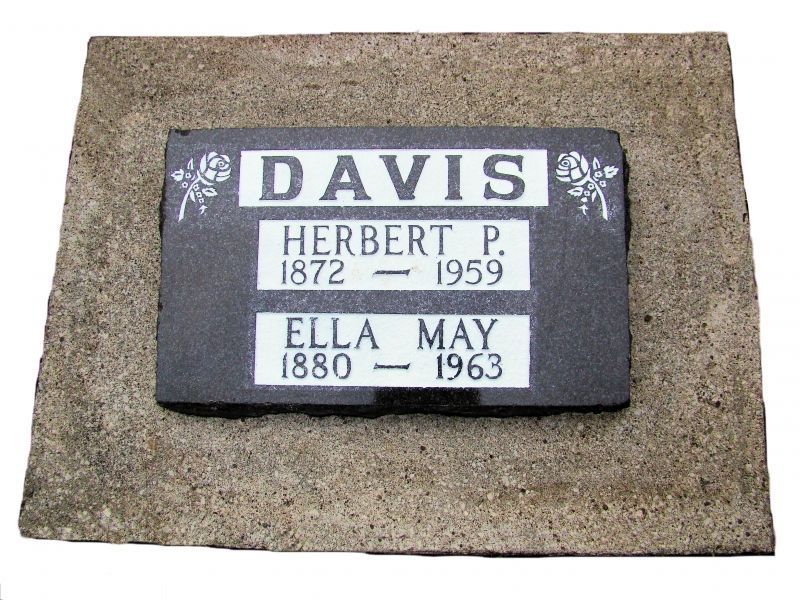 DAVIS
HERBERT P.
1872 — 1959
ELLA MAY
1880 — 1963